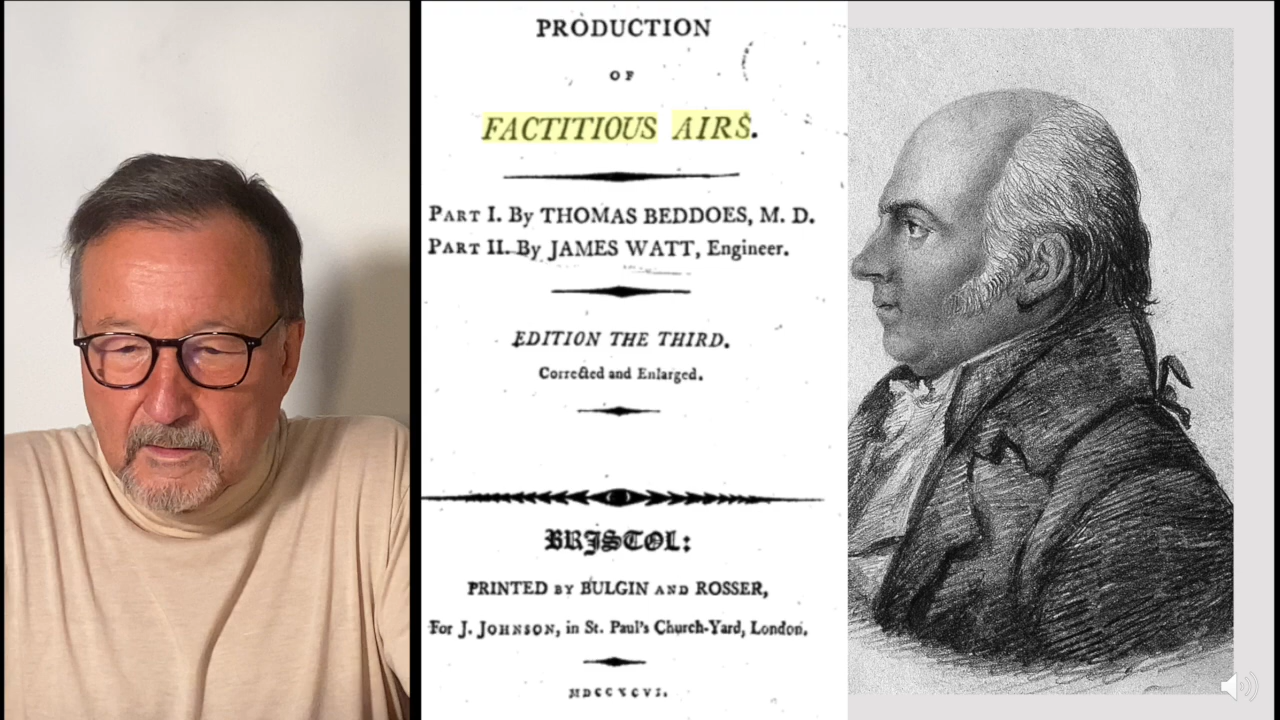 PRODUCTION
OF
FACTITIOUS AIRS.
PART I. By THOMAS BEDDOES, M. D.
PART II. By JAMES WATT, Engineer.
EDITION THE THIRD.
Corrected and Enlarged.
BRISTOL:
PRINTED BY BULGIN AND ROSSER,
For J. JOHNSON, in St. Paul's Church-Yard, London.
MDCCXCVI.